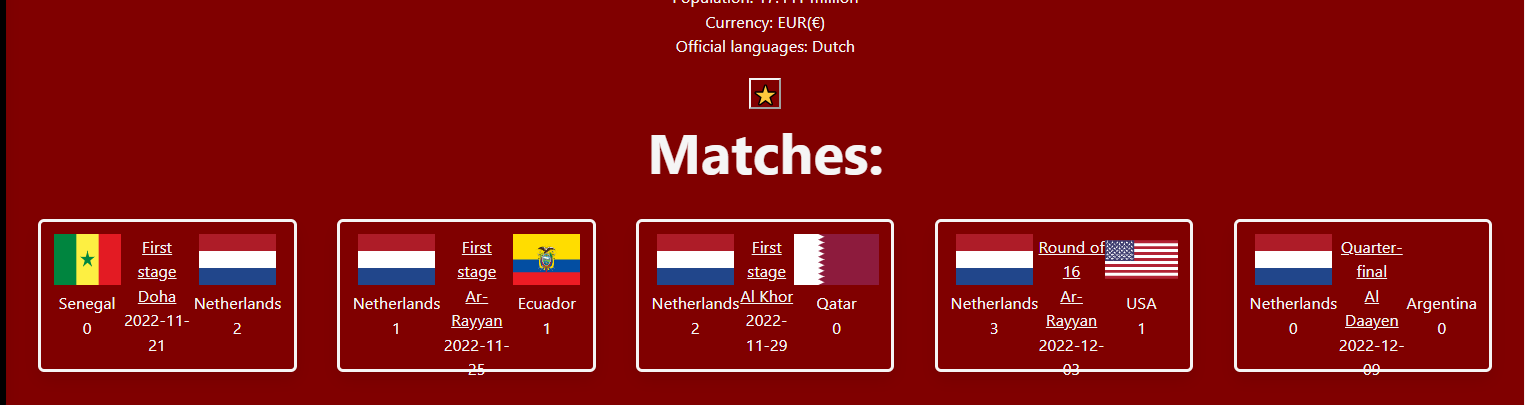 Population: 17.441 million
Currency: EUR(€)
Official languages: Dutch
Matches:
First
stage
Doha
2022-11-
21
Senegal
0
Netherlands
2
First
stage
Ar-
Rayyan
2022-11-
25
Netherlands
1
Ecuador
1
First
stage
Al Khor
2022-
11-29
Netherlands
2
Qatar
0
Round of
16
Ar-
Rayyan
2022-12-
03
Netherlands
3
USA
1
Quarter-
final
Al
Daayen
2022-12-
09
Netherlands
0
Argentina
0